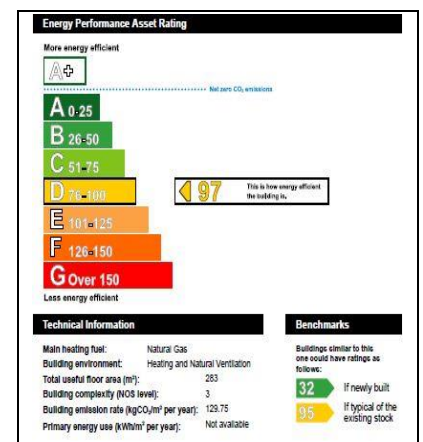 Energy Performance Asset Rating
More energy efficient
A+
Net zero CO₂ emissions
A 0-25
B 26-50
C 51-75
D 76-100
97
This is how energy efficient
the building is.
E 101-125
F 126-150
G Over 150
Less energy efficient
Technical Information
Main heating fuel: Natural Gas
Building environment: Heating and Natural Ventilation
Total useful floor area (m²): 283
Building complexity (NOS level): 3
Building emission rate (kgCO₂/m² per year): 129.75
Primary energy use (kWh/m² per year): Not available
Benchmarks
Buildings similar to this
one could have ratings as
follows:
32 If newly built
95 If typical of the
existing stock